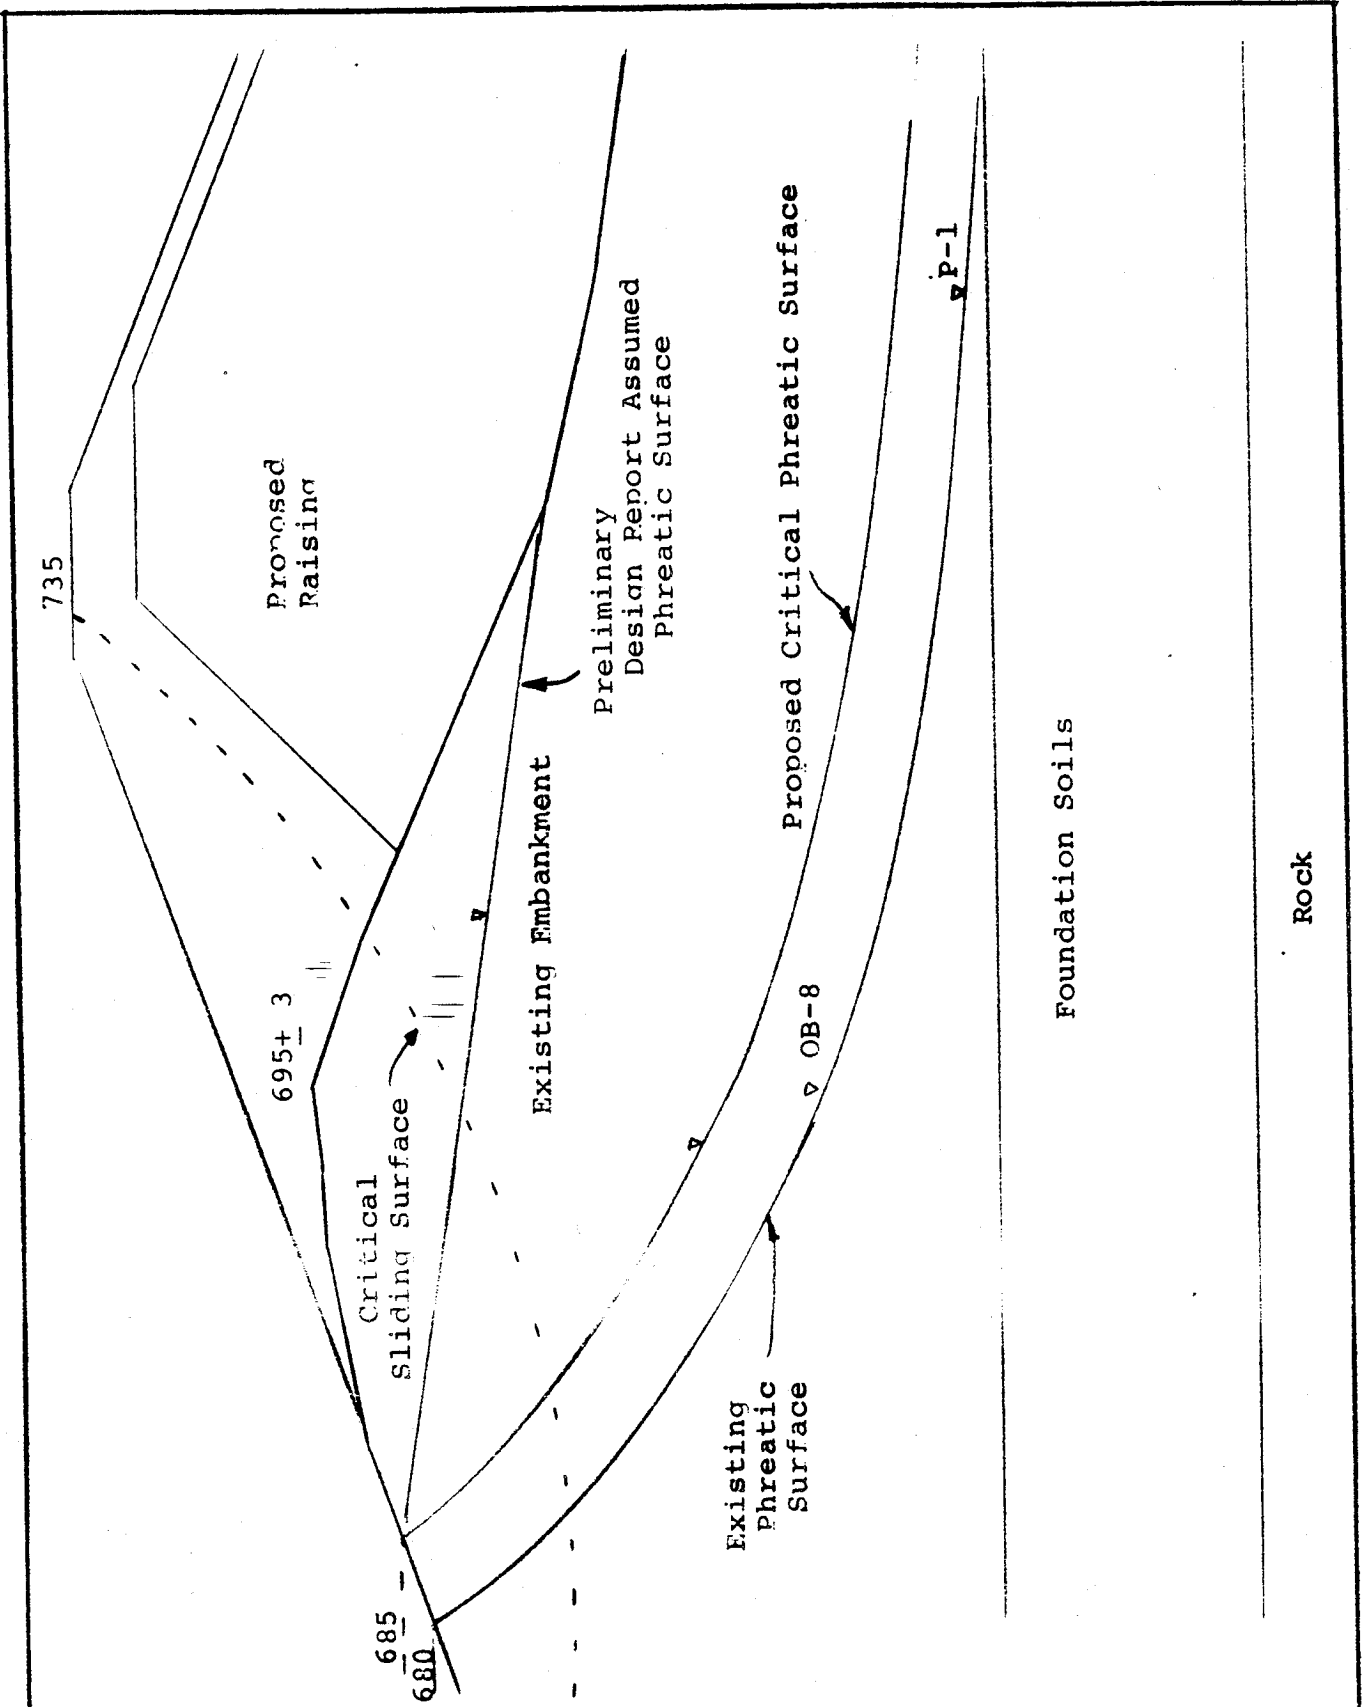 735
Proposed
Raising
695+ 3
Critical
Sliding Surface
Preliminary
Design Report Assumed
Phreatic Surface
Existing Embankment
Proposed Critical Phreatic Surface
P-1
OB-8
Existing
Phreatic
Surface
685
680
Foundation Soils
Rock